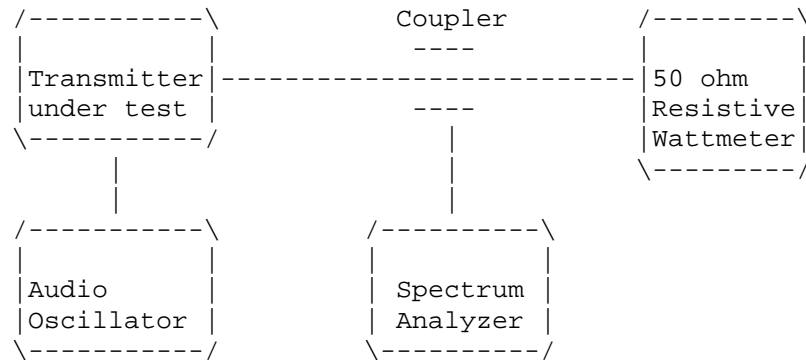 Coupler
Transmitter
under test
50 ohm
Resistive
Wattmeter
Audio
Oscillator
Spectrum
Analyzer